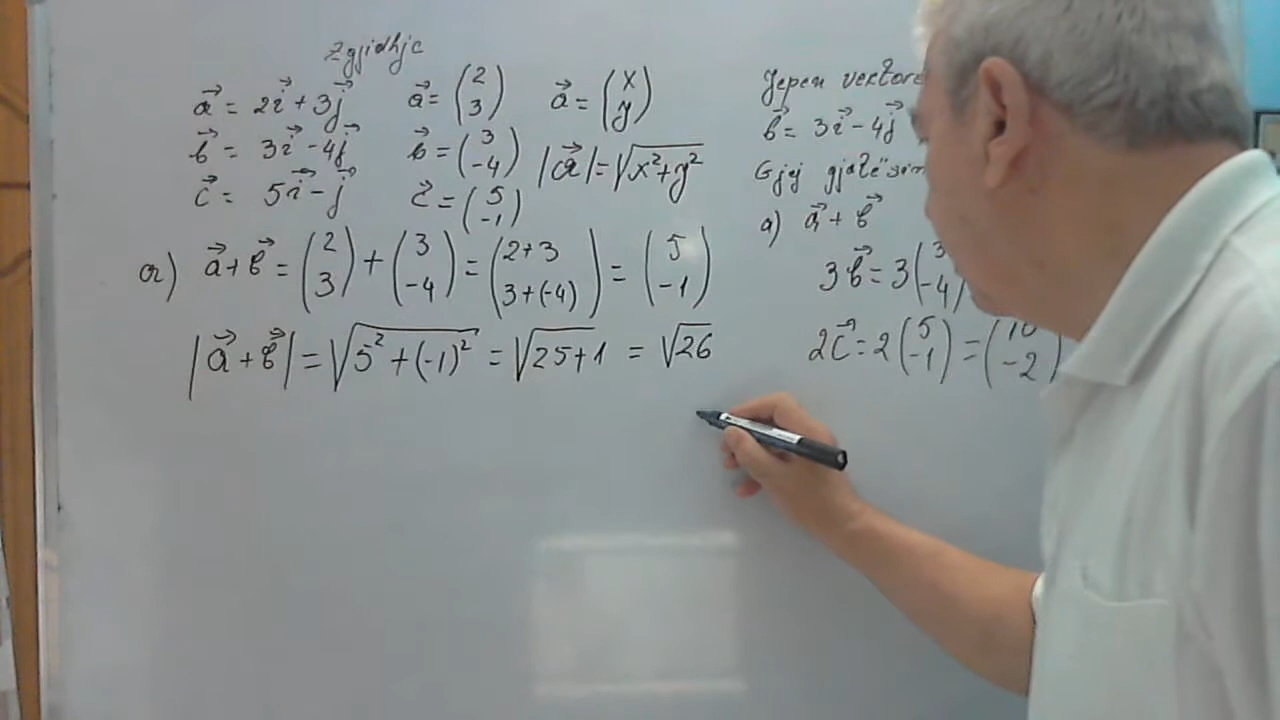 Zgjidhje
a⃗ = 2i⃗ + 3j⃗   a⃗ = (2 3)   a⃗ = (x y)
b⃗ = 3i⃗ - 4j⃗   b⃗ = (3 -4)   |a⃗| = √(x² + y²)
c⃗ = 5i⃗ - j⃗   c⃗ = (5 -1)
a) a⃗ + b⃗ = (2 3) + (3 -4) = (2+3 3+(-4)) = (5 -1)
|a⃗ + b⃗| = √(5² + (-1)²) = √(25+1) = √26
Jepen
b⃗ = 3i⃗ - 4j⃗
Gjej
a) a⃗ + b⃗
3b⃗ = 3(3 -4)
2c⃗ = 2(5 -1) = (10 -2)